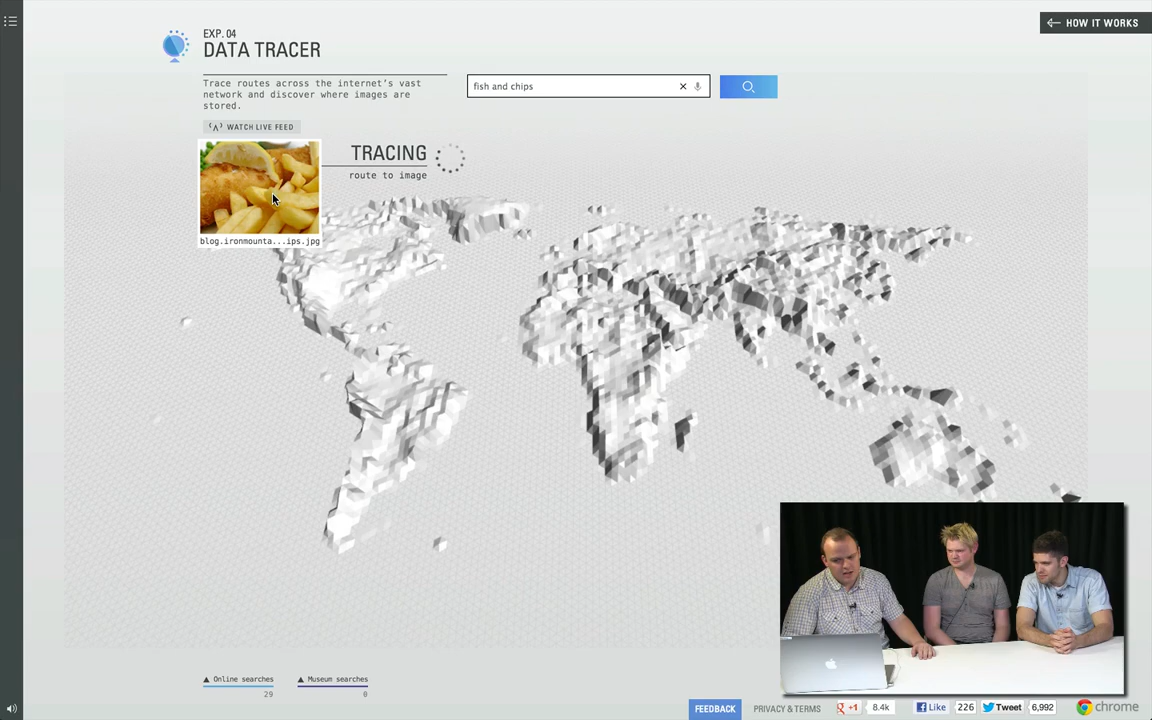 EXP. 04
DATA TRACER
HOW IT WORKS
Trace routes across the internet's vast
network and discover where images are
stored.
fish and chips
WATCH LIVE FEED
TRACING
route to image
blog.ironmounta...ips.jpg
Online searches
29
Museum searches
0
FEEDBACK
PRIVACY & TERMS
+1
8.4k
Like
226
Tweet
6,992
chrome